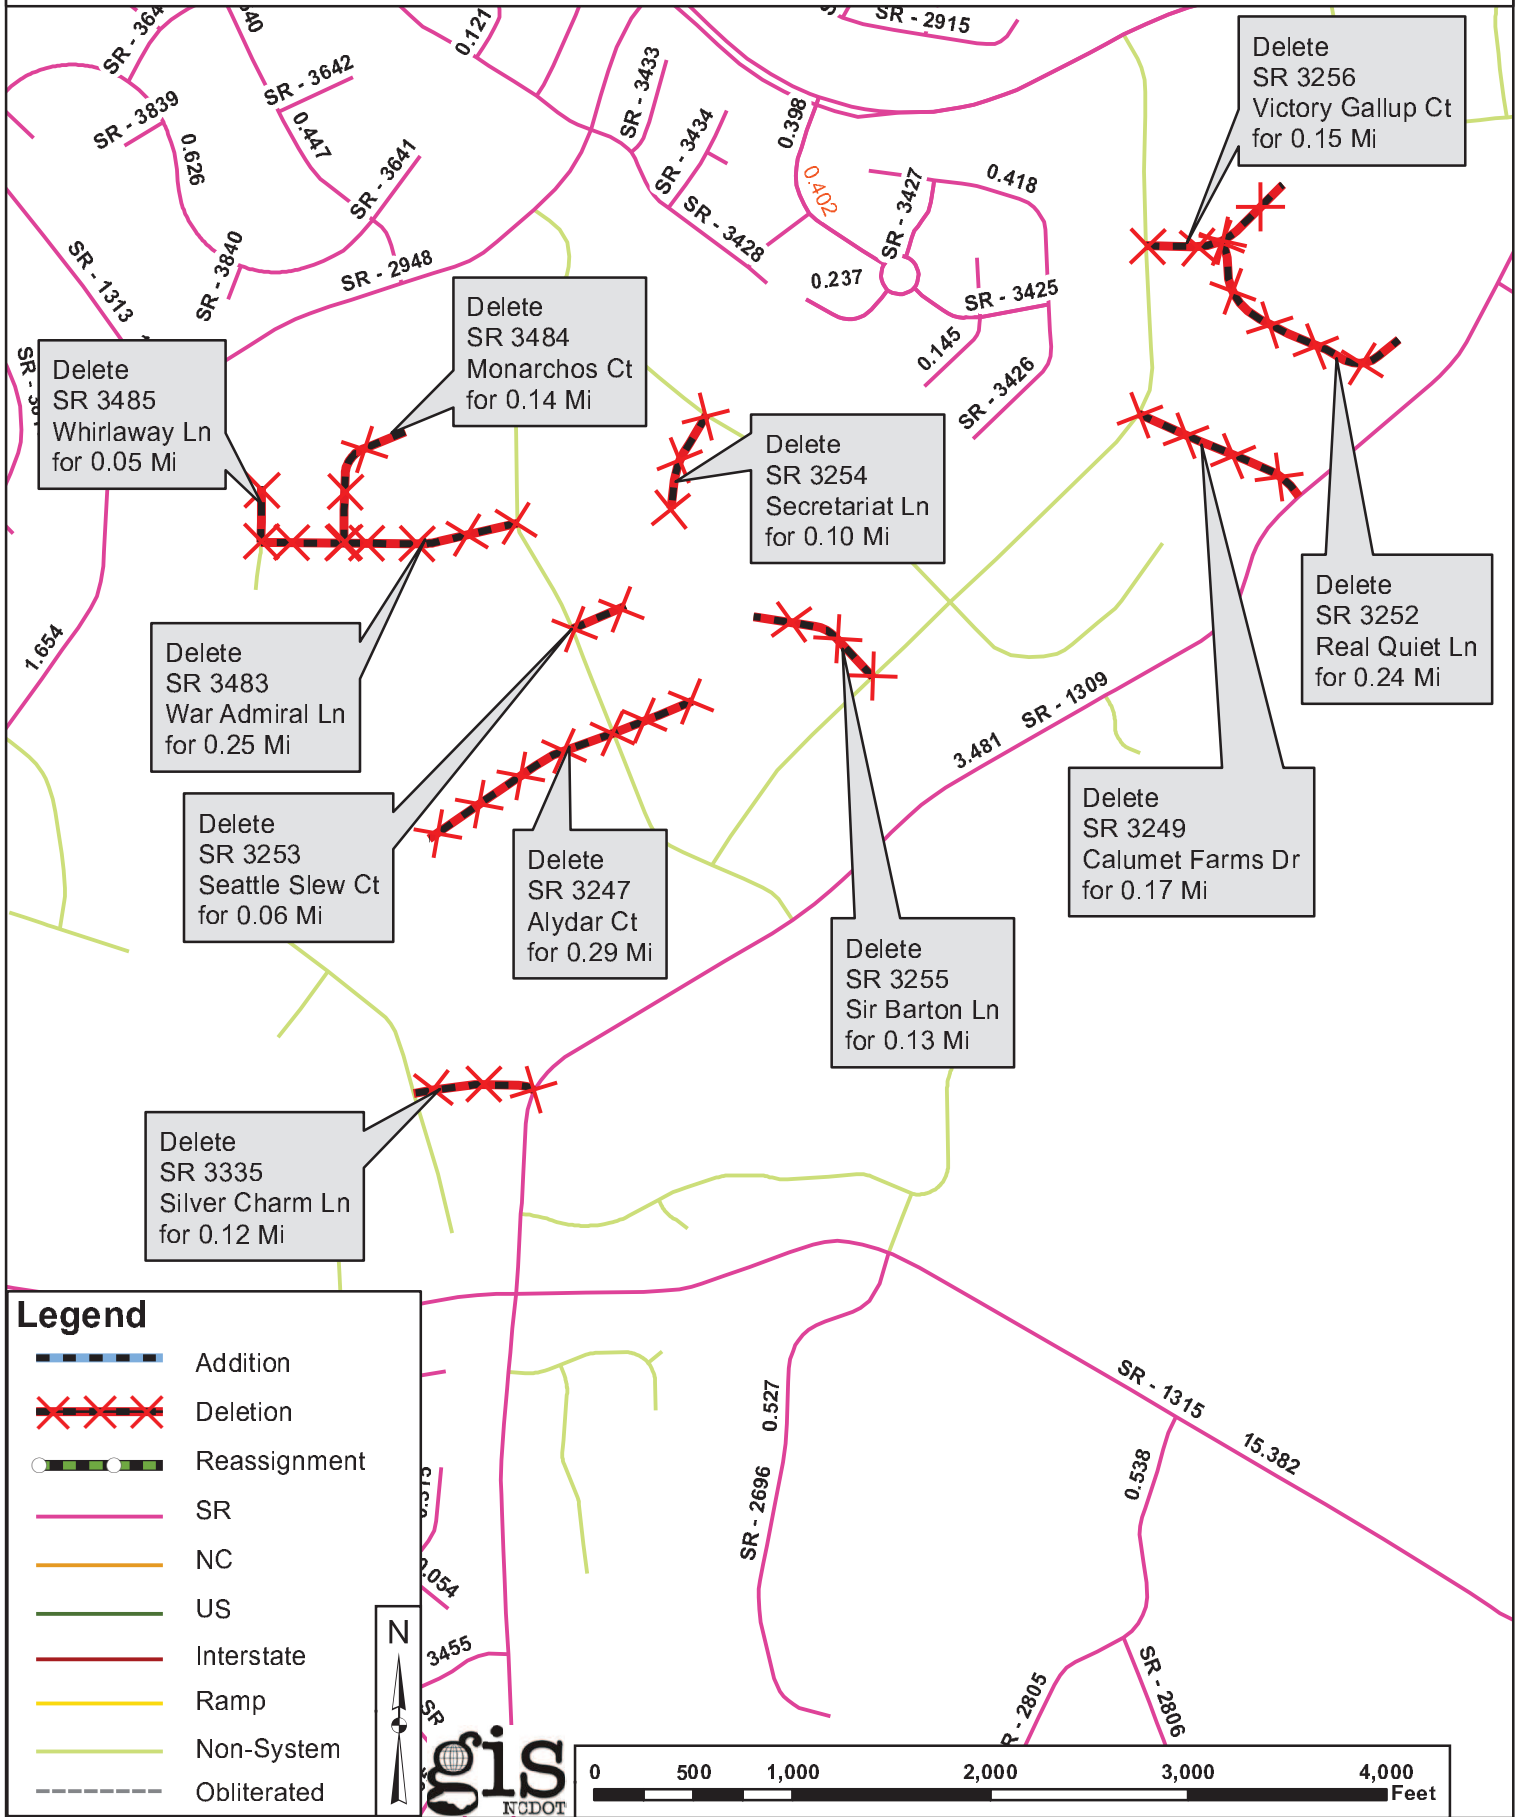 SR - 364
SR - 2915
0.121
Delete
SR 3256
Victory Gallup Ct
for 0.15 Mi
SR - 3642
SR - 3433
SR - 3839
0.447
0.626
SR - 3641
SR - 3434
0.398
0.402
SR - 3427
0.418
SR - 3428
SR - 3840
SR - 2948
SR - 1313
0.237
SR - 3425
0.145
SR - 3426
Delete
SR 3484
Monarchos Ct
for 0.14 Mi
Delete
SR 3485
Whirlaway Ln
for 0.05 Mi
Delete
SR 3254
Secretariat Ln
for 0.10 Mi
Delete
SR 3252
Real Quiet Ln
for 0.24 Mi
1.654
Delete
SR 3483
War Admiral Ln
for 0.25 Mi
SR - 1309
3.481
Delete
SR 3249
Calumet Farms Dr
for 0.17 Mi
Delete
SR 3253
Seattle Slew Ct
for 0.06 Mi
Delete
SR 3247
Alydar Ct
for 0.29 Mi
Delete
SR 3255
Sir Barton Ln
for 0.13 Mi
Delete
SR 3335
Silver Charm Ln
for 0.12 Mi
Legend
Addition
Deletion
Reassignment
SR
NC
US
Interstate
Ramp
Non-System
Obliterated
N
0.527
SR - 2696
SR - 1315
15.382
0.538
.054
3455
SR
R - 2805
SR - 2806
gis
NCDOT
0 500 1,000 2,000 3,000 4,000
Feet